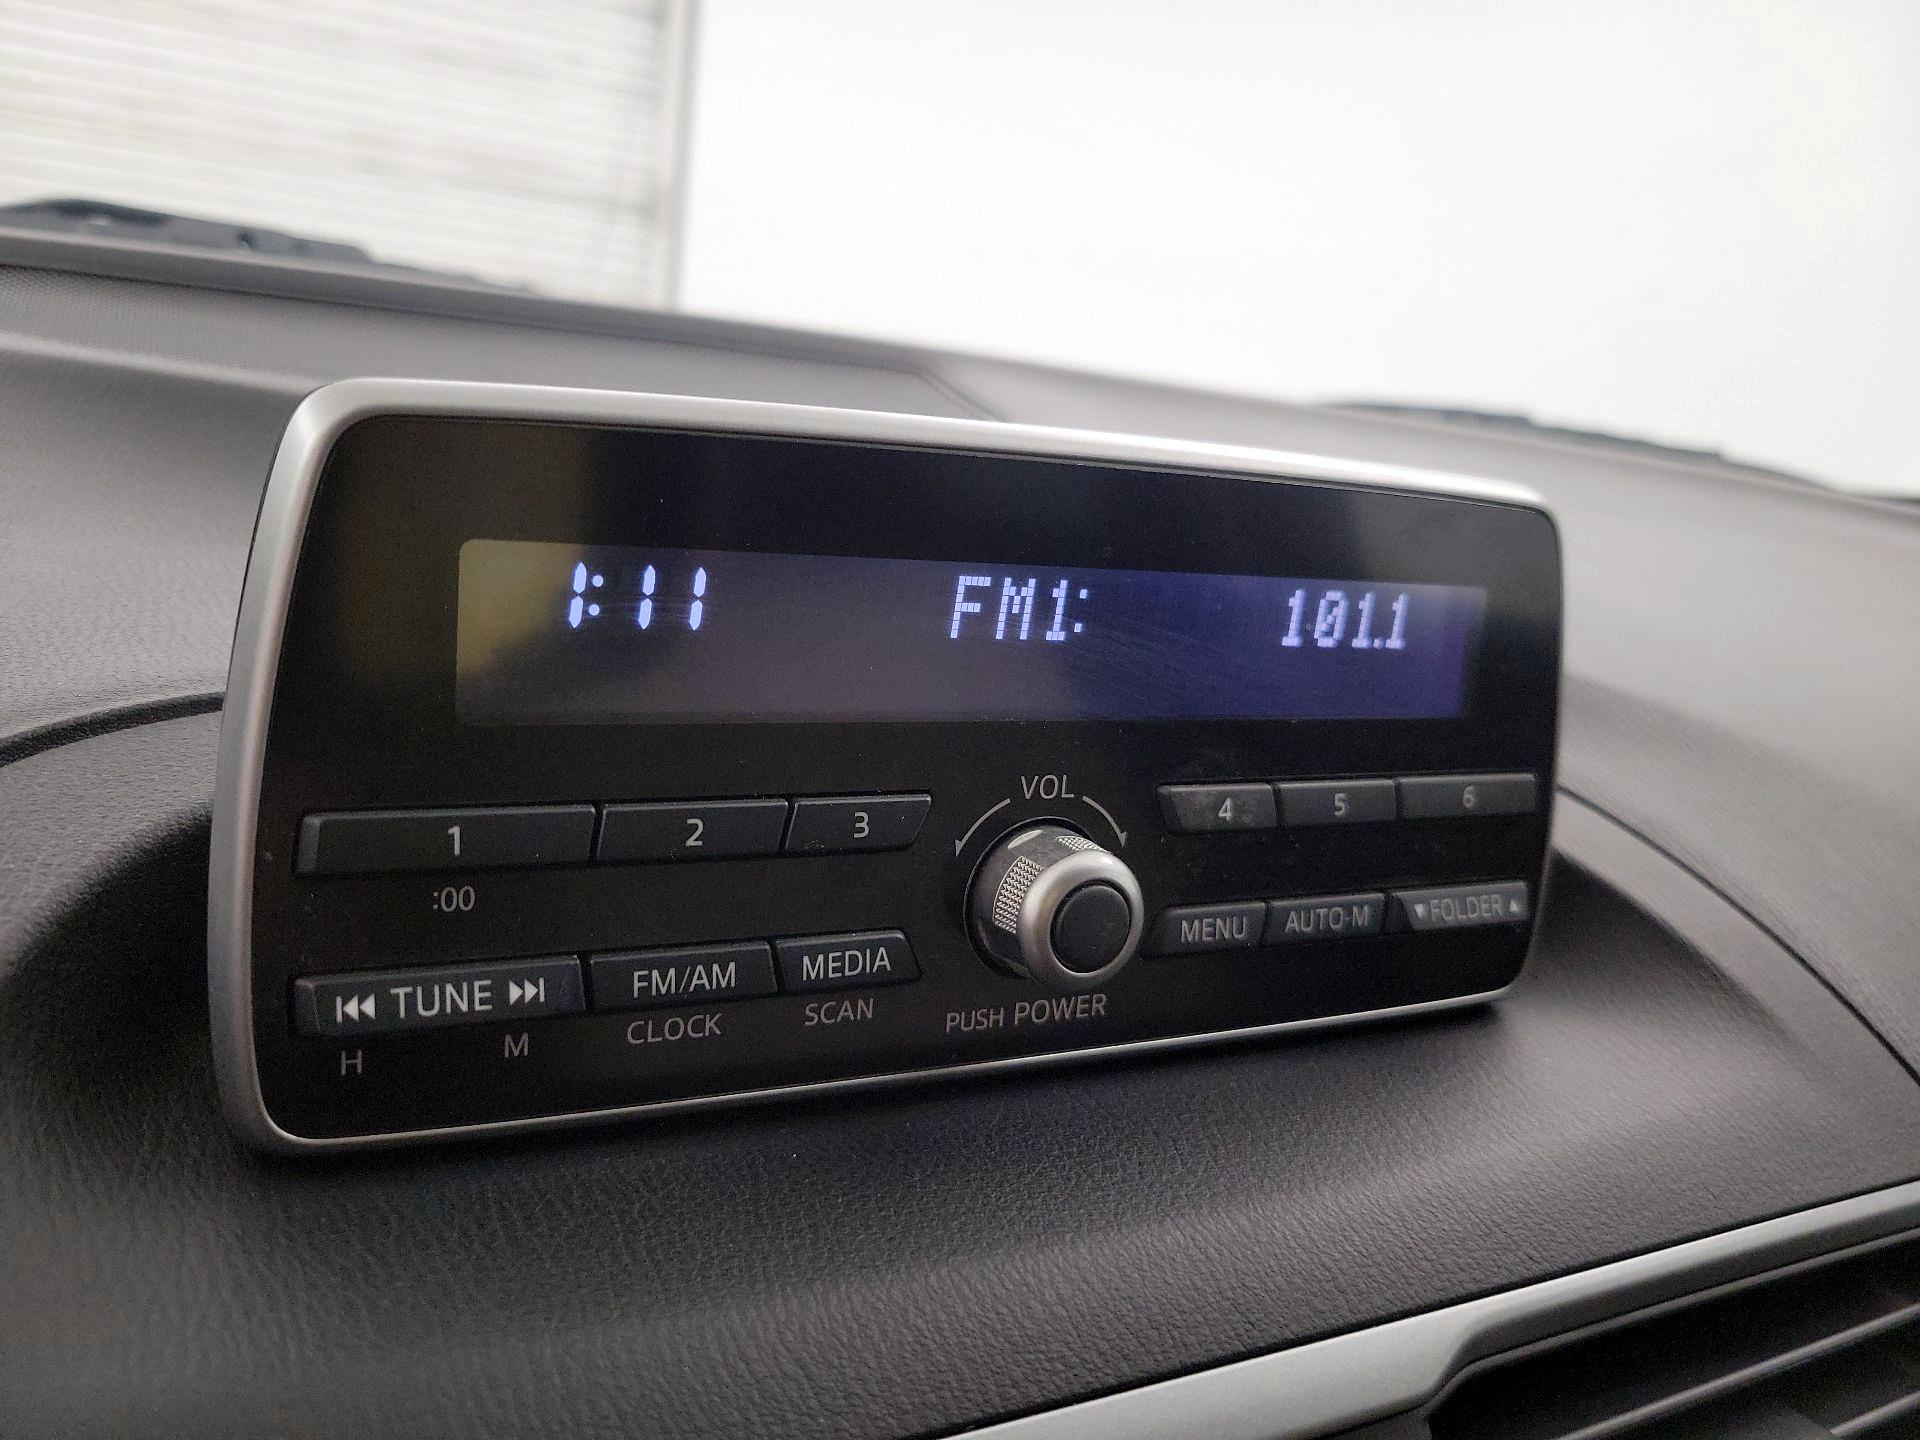 1:11 FM1: 101.1
VOL
1 2 3 4 5 6
:00
MENU AUTO-M ▼FOLDER▲
⏮ TUNE ⏭ FM/AM MEDIA
H M CLOCK SCAN PUSH POWER